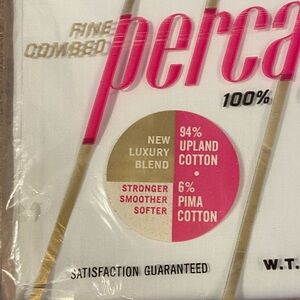 FINE
COMBED
perca
100%
NEW
LUXURY
BLEND
94%
UPLAND
COTTON
•
6%
PIMA
COTTON
STRONGER
SMOOTHER
SOFTER
SATISFACTION GUARANTEED
W.T.